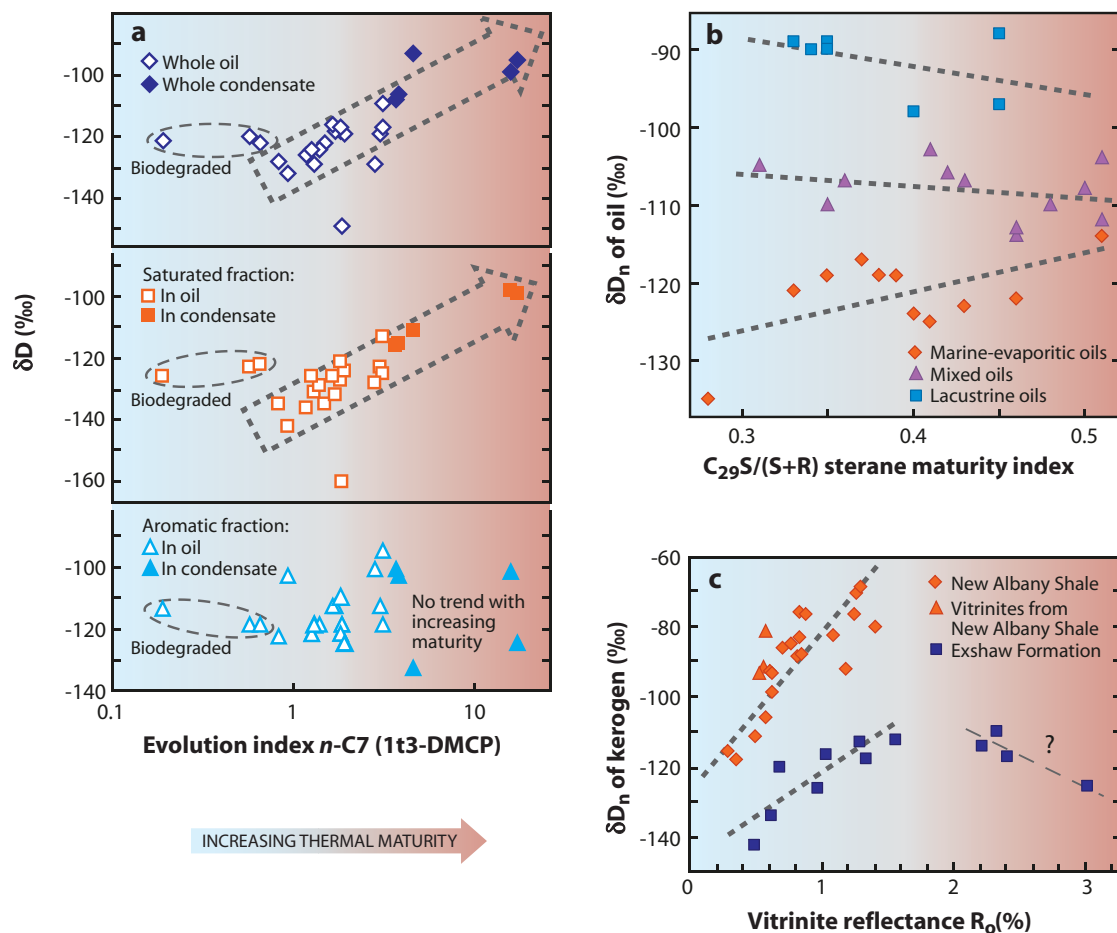 a
Whole oil
Whole condensate
Biodegraded
-100
-120
-140
Saturated fraction:
In oil
In condensate
Biodegraded
-100
-120
-140
-160
δD (‰)
Aromatic fraction:
In oil
In condensate
Biodegraded
No trend with
increasing
maturity
-100
-120
-140
0.1
1
10
Evolution index n-C7 (1t3-DMCP)
INCREASING THERMAL MATURITY
b
-90
-100
-110
-120
-130
δDn of oil (‰)
Marine-evaporitic oils
Mixed oils
Lacustrine oils
0.3
0.4
0.5
C29S/(S+R) sterane maturity index
c
-60
-80
-100
-120
-140
δDn of kerogen (‰)
New Albany Shale
Vitrinites from
New Albany Shale
Exshaw Formation
?
0
1
2
3
Vitrinite reflectance Ro(%)